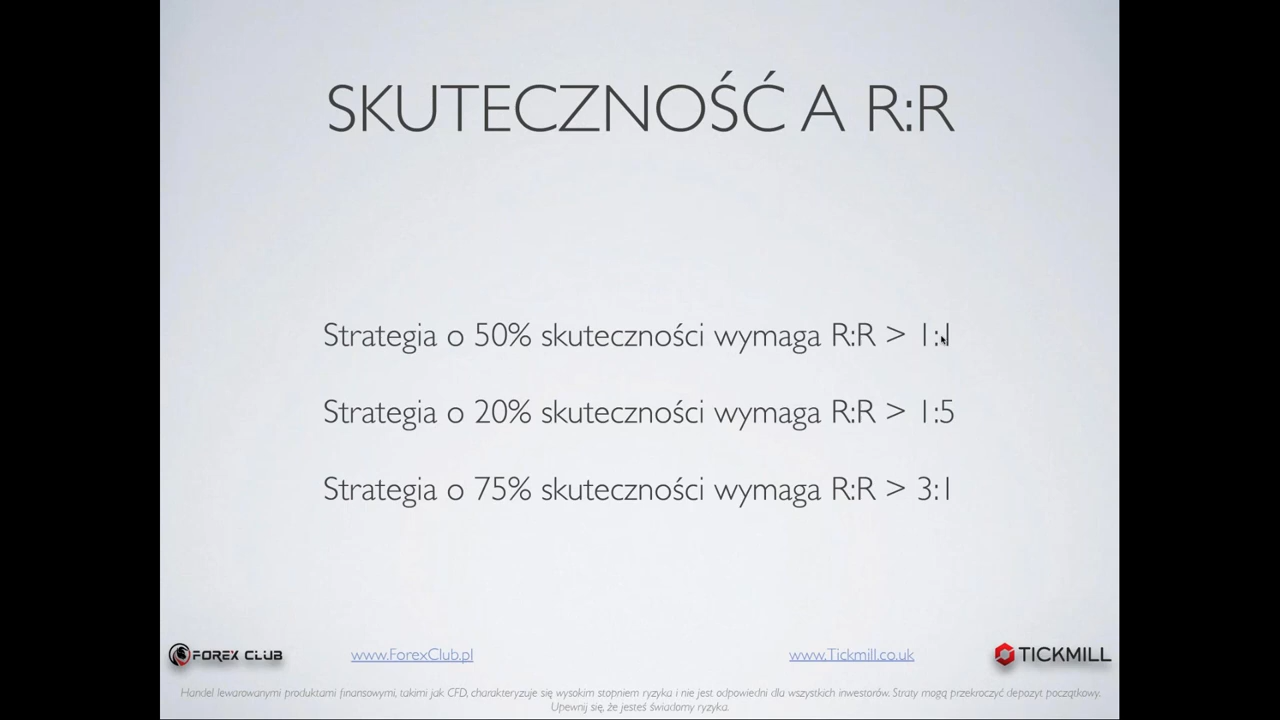 SKUTECZNOŚĆ A R:R
Strategia o 50% skuteczności wymaga R:R > 1:1
Strategia o 20% skuteczności wymaga R:R > 1:5
Strategia o 75% skuteczności wymaga R:R > 3:1
FOREX CLUB
www.ForexClub.pl
www.Tickmill.co.uk
TICKMILL
Handel lewarowanymi produktami finansowymi, takimi jak CFD, charakteryzuje się wysokim stopniem ryzyka i nie jest odpowiedni dla wszystkich inwestorów. Straty mogą przekroczyć depozyt początkowy.
Upewnij się, że jesteś świadomy ryzyka.